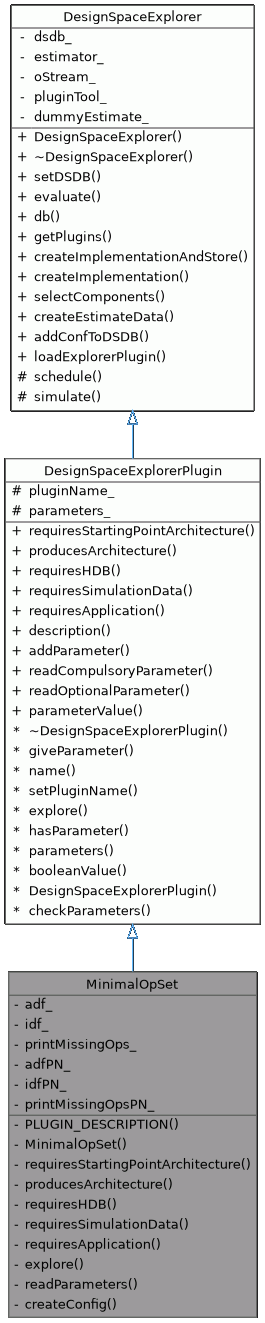 DesignSpaceExplorer
- dsdb_
- estimator_
- oStream_
- pluginTool_
- dummyEstimate_
+ DesignSpaceExplorer()
+ ~DesignSpaceExplorer()
+ setDSDB()
+ evaluate()
+ db()
+ getPlugins()
+ createImplementationAndStore()
+ createImplementation()
+ selectComponents()
+ createEstimateData()
+ addConfToDSDB()
+ loadExplorerPlugin()
# schedule()
# simulate()
DesignSpaceExplorerPlugin
# pluginName_
# parameters_
+ requiresStartingPointArchitecture()
+ producesArchitecture()
+ requiresHDB()
+ requiresSimulationData()
+ requiresApplication()
+ description()
+ addParameter()
+ readCompulsoryParameter()
+ readOptionalParameter()
+ parameterValue()
* ~DesignSpaceExplorerPlugin()
* giveParameter()
* name()
* setPluginName()
* explore()
* hasParameter()
* parameters()
* booleanValue()
* DesignSpaceExplorerPlugin()
* checkParameters()
MinimalOpSet
- adf_
- idf_
- printMissingOps_
- adfPN_
- idfPN_
- printMissingOpsPN_
- PLUGIN_DESCRIPTION()
- MinimalOpSet()
- requiresStartingPointArchitecture()
- producesArchitecture()
- requiresHDB()
- requiresSimulationData()
- requiresApplication()
- explore()
- readParameters()
- createConfig()